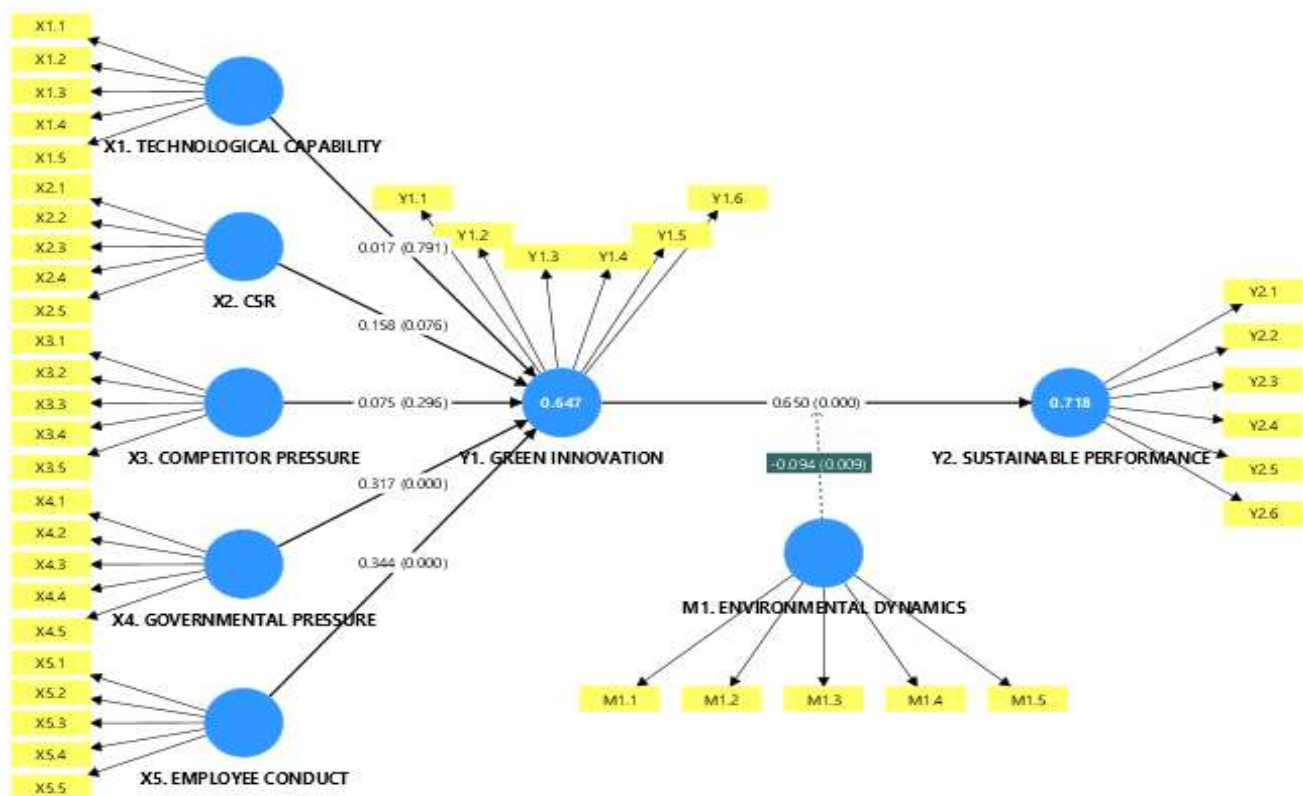 X1.1
X1.2
X1.3
X1.4
X1.5
X1. TECHNOLOGICAL CAPABILITY
X2.1
X2.2
X2.3
X2.4
X2.5
X2. CSR
X3.1
X3.2
X3.3
X3.4
X3.5
X3. COMPETITOR PRESSURE
X4.1
X4.2
X4.3
X4.4
X4.5
X4. GOVERNMENTAL PRESSURE
X5.1
X5.2
X5.3
X5.4
X5.5
X5. EMPLOYEE CONDUCT
0.017 (0.791)
0.158 (0.076)
0.075 (0.296)
0.317 (0.000)
0.344 (0.000)
Y1.1
Y1.2
Y1.3
Y1.4
Y1.5
Y1.6
0.647
Y1. GREEN INNOVATION
0.650 (0.000)
-0.094 (0.009)
M1. ENVIRONMENTAL DYNAMICS
M1.1
M1.2
M1.3
M1.4
M1.5
0.718
Y2. SUSTAINABLE PERFORMANCE
Y2.1
Y2.2
Y2.3
Y2.4
Y2.5
Y2.6